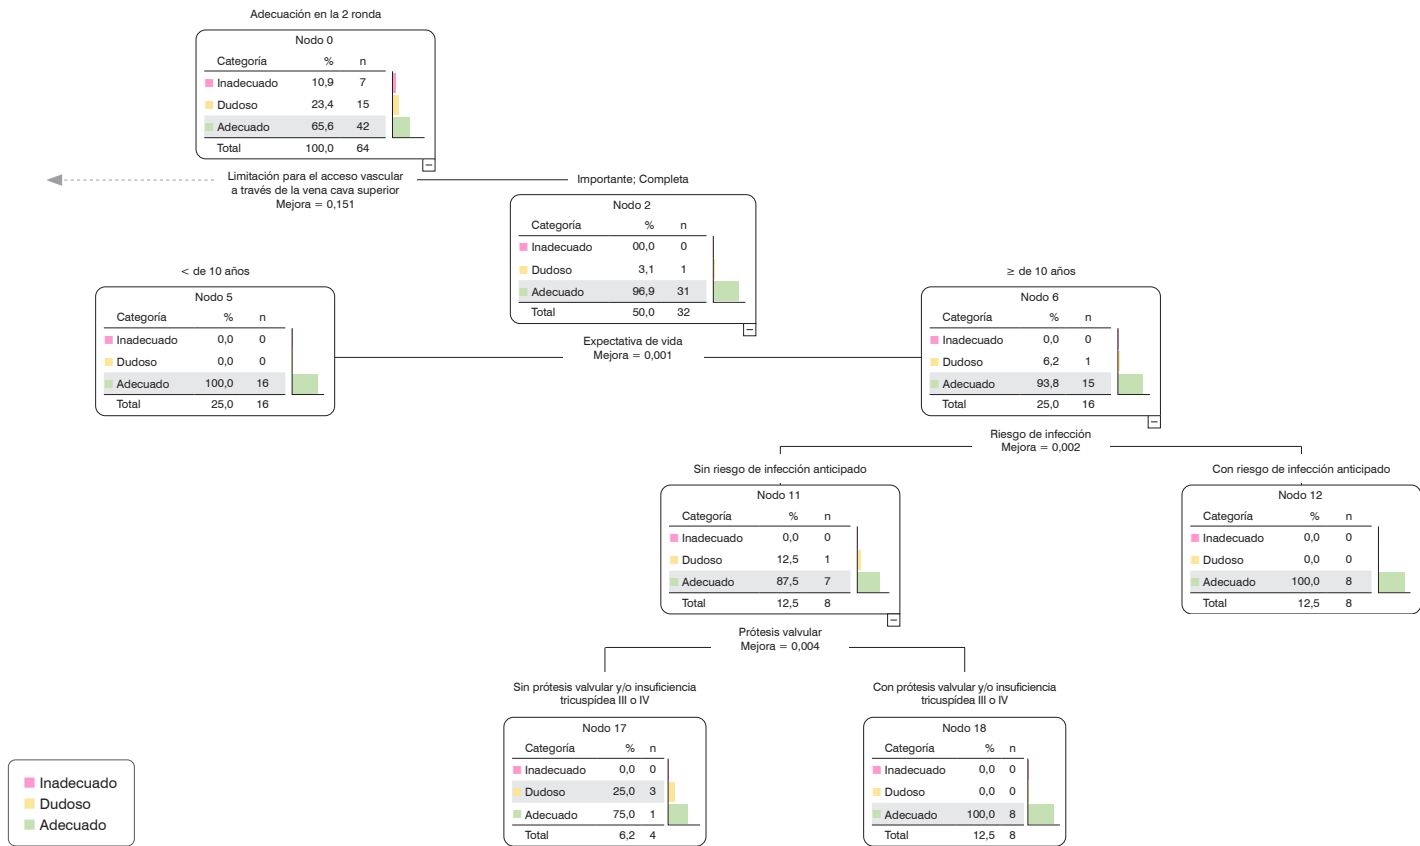 Adecuación en la 2 ronda
Nodo 0
Categoría % n
Inadecuado 10,9 7
Dudoso 23,4 15
Adecuado 65,6 42
Total 100,0 64
Limitación para el acceso vascular
a través de la vena cava superior
Mejora = 0,151
Importante; Completa
Nodo 2
Categoría % n
Inadecuado 00,0 0
Dudoso 3,1 1
Adecuado 96,9 31
Total 50,0 32
Expectativa de vida
Mejora = 0,001
< de 10 años
Nodo 5
Categoría % n
Inadecuado 0,0 0
Dudoso 0,0 0
Adecuado 100,0 16
Total 25,0 16
≥ de 10 años
Nodo 6
Categoría % n
Inadecuado 0,0 0
Dudoso 6,2 1
Adecuado 93,8 15
Total 25,0 16
Riesgo de infección
Mejora = 0,002
Sin riesgo de infección anticipado
Nodo 11
Categoría % n
Inadecuado 0,0 0
Dudoso 12,5 1
Adecuado 87,5 7
Total 12,5 8
Con riesgo de infección anticipado
Nodo 12
Categoría % n
Inadecuado 0,0 0
Dudoso 0,0 0
Adecuado 100,0 8
Total 12,5 8
Prótesis valvular
Mejora = 0,004
Sin prótesis valvular y/o insuficiencia
tricuspídea III o IV
Nodo 17
Categoría % n
Inadecuado 0,0 0
Dudoso 25,0 3
Adecuado 75,0 1
Total 6,2 4
Con prótesis valvular y/o insuficiencia
tricuspídea III o IV
Nodo 18
Categoría % n
Inadecuado 0,0 0
Dudoso 0,0 0
Adecuado 100,0 8
Total 12,5 8
Inadecuado
Dudoso
Adecuado